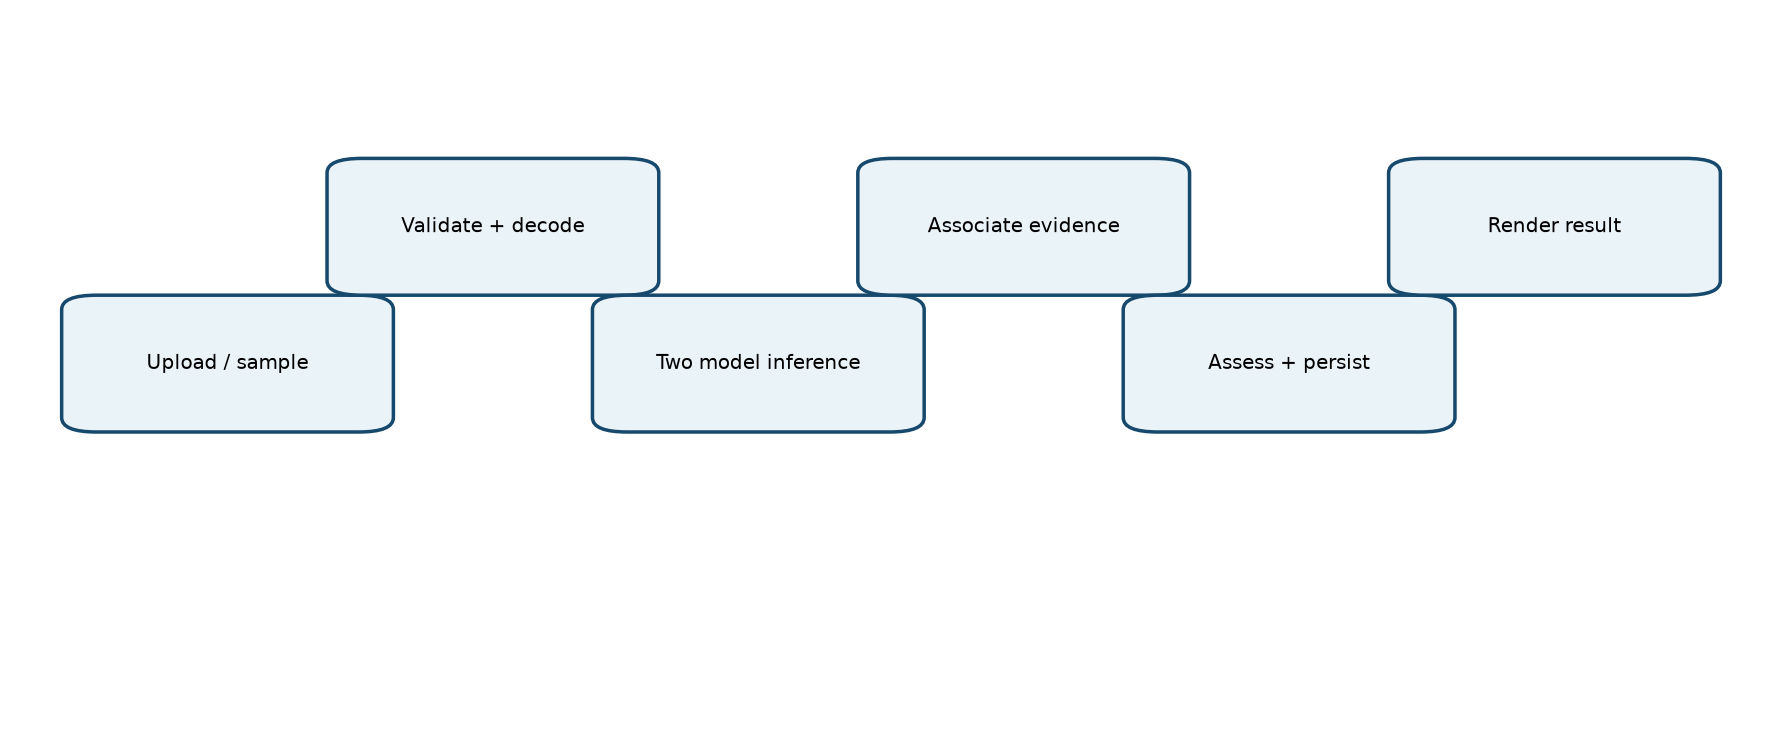 Validate + decode
Associate evidence
Render result
Upload / sample
Two model inference
Assess + persist